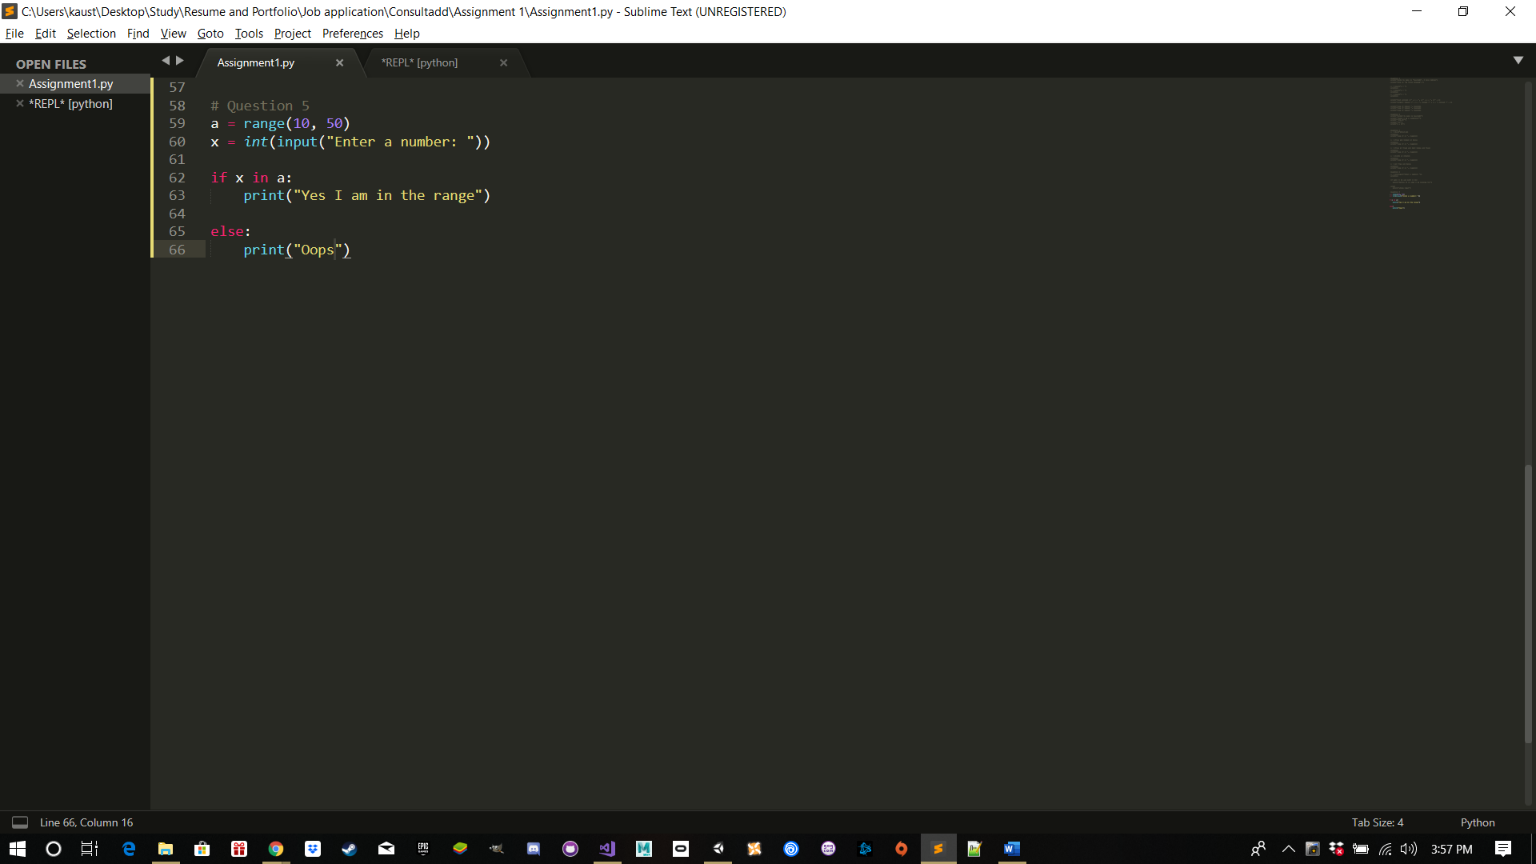 C:\Users\kaust\Desktop\Study\Resume and Portfolio\Job application\Consultadd\Assignment 1\Assignment1.py - Sublime Text (UNREGISTERED)
File Edit Selection Find View Goto Tools Project Preferences Help
OPEN FILES
Assignment1.py
*REPL* [python]
Assignment1.py
*REPL* [python]
57
58 # Question 5
59 a = range(10, 50)
60 x = int(input("Enter a number: "))
61
62 if x in a:
63     print("Yes I am in the range")
64
65 else:
66     print("Oops")
Line 66, Column 16
Tab Size: 4
Python
3:57 PM